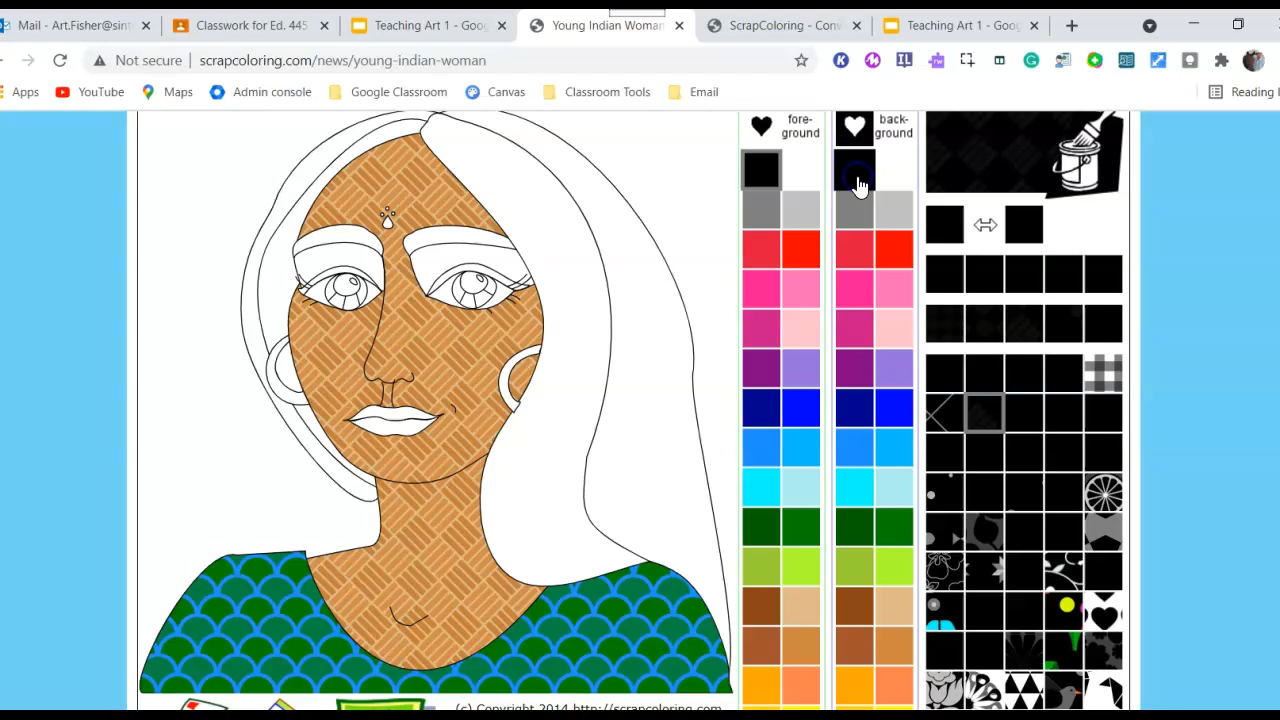 Mail - Art.Fisher@sin
Classwork for Ed. 445
Teaching Art 1 - Goog
Young Indian Woman
ScrapColoring - Con
Teaching Art 1 - Goog
Not secure
scrapcoloring.com/news/young-indian-woman
Apps
YouTube
Maps
Admin console
Google Classroom
Canvas
Classroom Tools
Email
Reading l
fore-
ground
back-
ground
(c) Copyright 2014 http://scrapcoloring.com